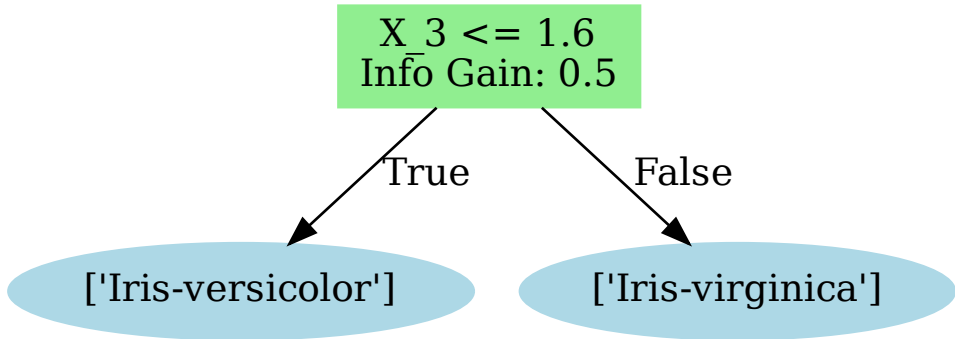 X_3 <= 1.6
Info Gain: 0.5
True
False
['Iris-versicolor']
['Iris-virginica']